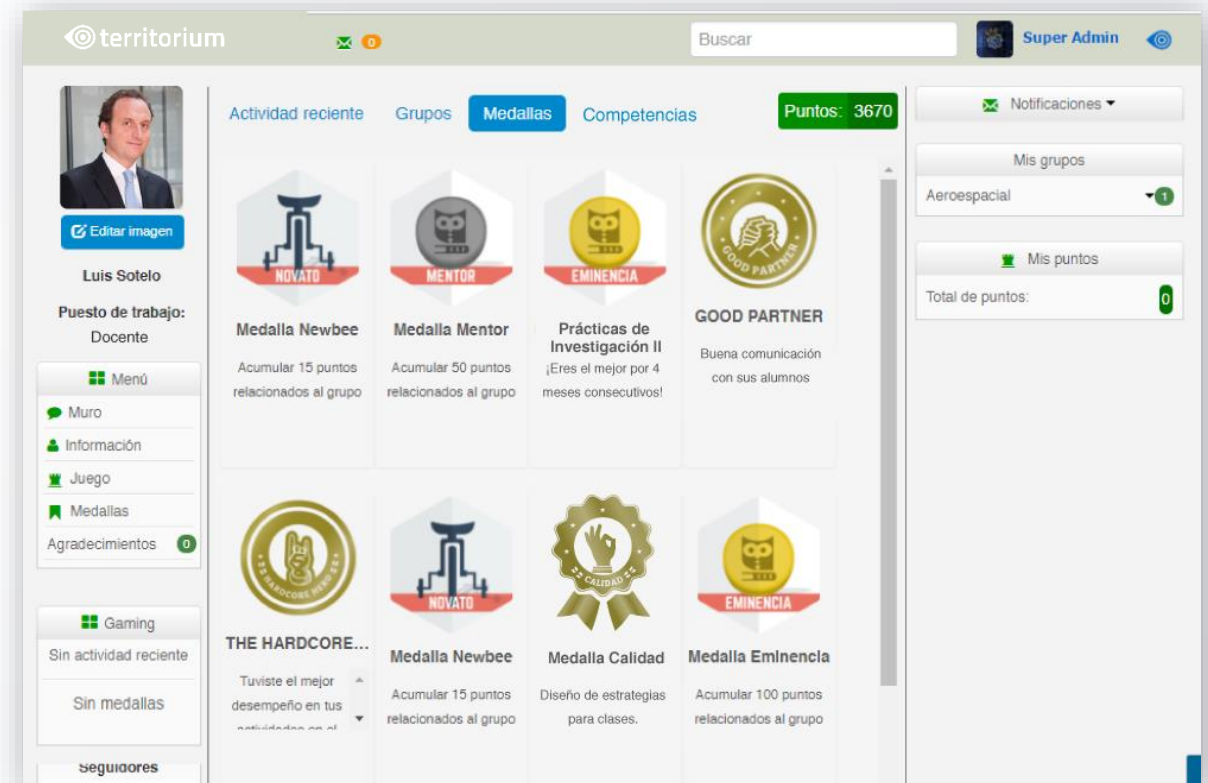 territorium
0
Buscar
Super Admin
Editar imagen
Luis Sotelo
Puesto de trabajo:
Docente
Menú
Muro
Información
Juego
Medallas
Agradecimientos 0
Gaming
Sin actividad reciente
Sin medallas
Seguidores
Actividad reciente Grupos Medallas Competencias Puntos: 3670
NOVATO
Medalla Newbee
Acumular 15 puntos
relacionados al grupo
MENTOR
Medalla Mentor
Acumular 50 puntos
relacionados al grupo
EMINENCIA
Prácticas de
Investigación II
¡Eres el mejor por 4
meses consecutivos!
GOOD PARTNER
GOOD PARTNER
Buena comunicación
con sus alumnos
HARDCORE HERO
THE HARDCORE...
Tuviste el mejor
desempeño en tus
actividades en el
NOVATO
Medalla Newbee
Acumular 15 puntos
relacionados al grupo
CALIDAD
Medalla Calidad
Diseño de estrategias
para clases.
EMINENCIA
Medalla Eminencia
Acumular 100 puntos
relacionados al grupo
Notificaciones
Mis grupos
Aeroespacial 1
Mis puntos
Total de puntos: 0